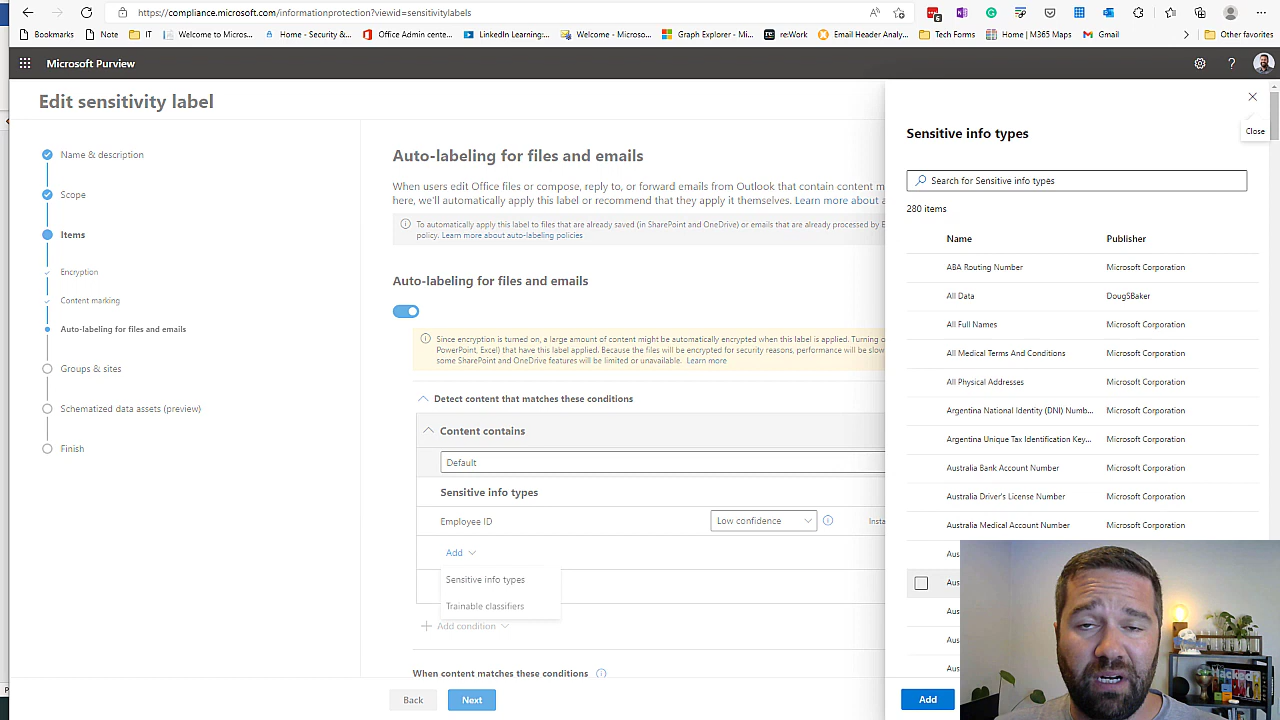 https://compliance.microsoft.com/informationprotection?viewid=sensitivitylabels
Bookmarks
Note
IT
Welcome to Micros...
Home - Security &...
Office Admin cente...
LinkedIn Learning:...
Welcome - Microso...
Graph Explorer - Mi...
re:Work
Email Header Analy...
Tech Forms
Home | M365 Maps
Gmail
Other favorites
Microsoft Purview
Edit sensitivity label
Name & description
Scope
Items
Encryption
Content marking
Auto-labeling for files and emails
Groups & sites
Schematized data assets (preview)
Finish
Auto-labeling for files and emails
When users edit Office files or compose, reply to, or forward emails from Outlook that contain content m
here, we'll automatically apply this label or recommend that they apply it themselves. Learn more about a
To automatically apply this label to files that are already saved (in SharePoint and OneDrive) or emails that are already processed by E
policy. Learn more about auto-labeling policies
Auto-labeling for files and emails
Since encryption is turned on, a large amount of content might be automatically encrypted when this label is applied. Turning o
PowerPoint, Excel) that have this label applied. Because the files will be encrypted for security reasons, performance will be slow
some SharePoint and OneDrive features will be limited or unavailable. Learn more
Detect content that matches these conditions
Content contains
Default
Sensitive info types
Employee ID
Low confidence
Insta
Add
Sensitive info types
Trainable classifiers
Add condition
When content matches these conditions
Back
Next
Close
Sensitive info types
Search for Sensitive info types
280 items
Name Publisher
ABA Routing Number Microsoft Corporation
All Data DougSBaker
All Full Names Microsoft Corporation
All Medical Terms And Conditions Microsoft Corporation
All Physical Addresses Microsoft Corporation
Argentina National Identity (DNI) Numb... Microsoft Corporation
Argentina Unique Tax Identification Key... Microsoft Corporation
Australia Bank Account Number Microsoft Corporation
Australia Driver's License Number Microsoft Corporation
Australia Medical Account Number Microsoft Corporation
Aus
Aus
Aus
Aus
Aus
Add